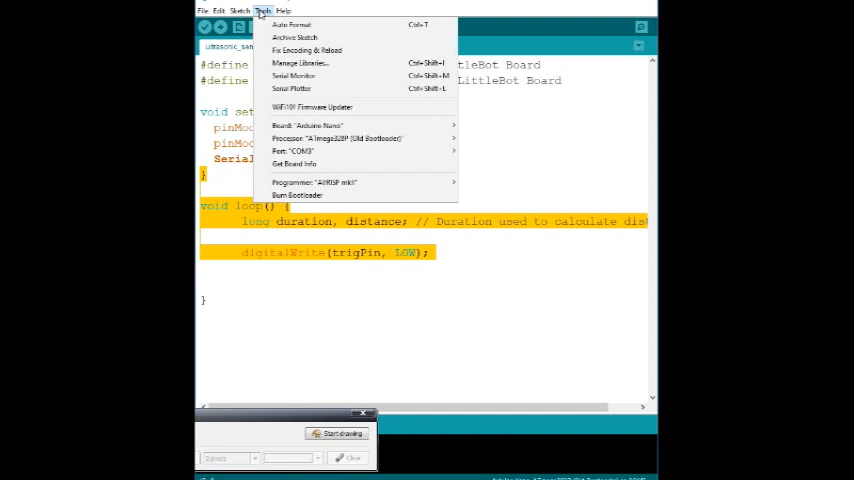 File Edit Sketch Tools Help
Auto Format Ctrl+T
Archive Sketch
Fix Encoding & Reload
Manage Libraries... Ctrl+Shift+I
Serial Monitor Ctrl+Shift+M
Serial Plotter Ctrl+Shift+L
WiFi101 Firmware Updater
Board: "Arduino Nano"
Processor: "ATmega328P (Old Bootloader)"
Port: "COM3"
Get Board Info
Programmer: "AVRISP mkII"
Burn Bootloader
ultrasonic_sen
#define ttleBot Board
#define LittleBot Board
void set
pinMod
pinMod
Serial
}
void loop() {
long duration, distance; // Duration used to calculate dis
digitalWrite(trigPin, LOW);
}
Start drawing
2 pixels
Clear